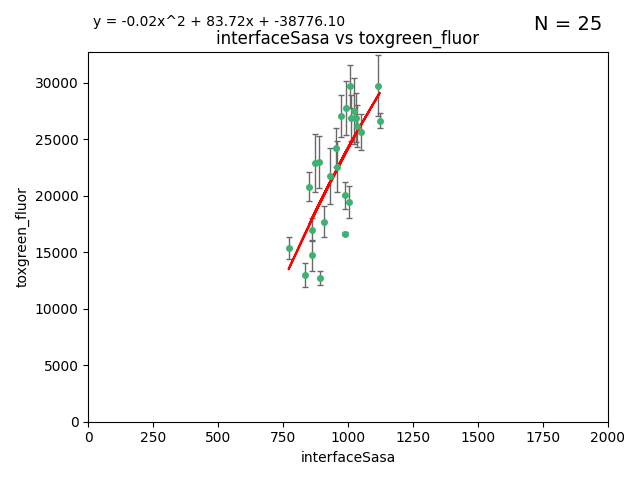 y = -0.02x^2 + 83.72x + -38776.10
N = 25
interfaceSasa vs toxgreen_fluor
30000
25000
20000
15000
10000
5000
0
toxgreen_fluor
0 250 500 750 1000 1250 1500 1750 2000
interfaceSasa